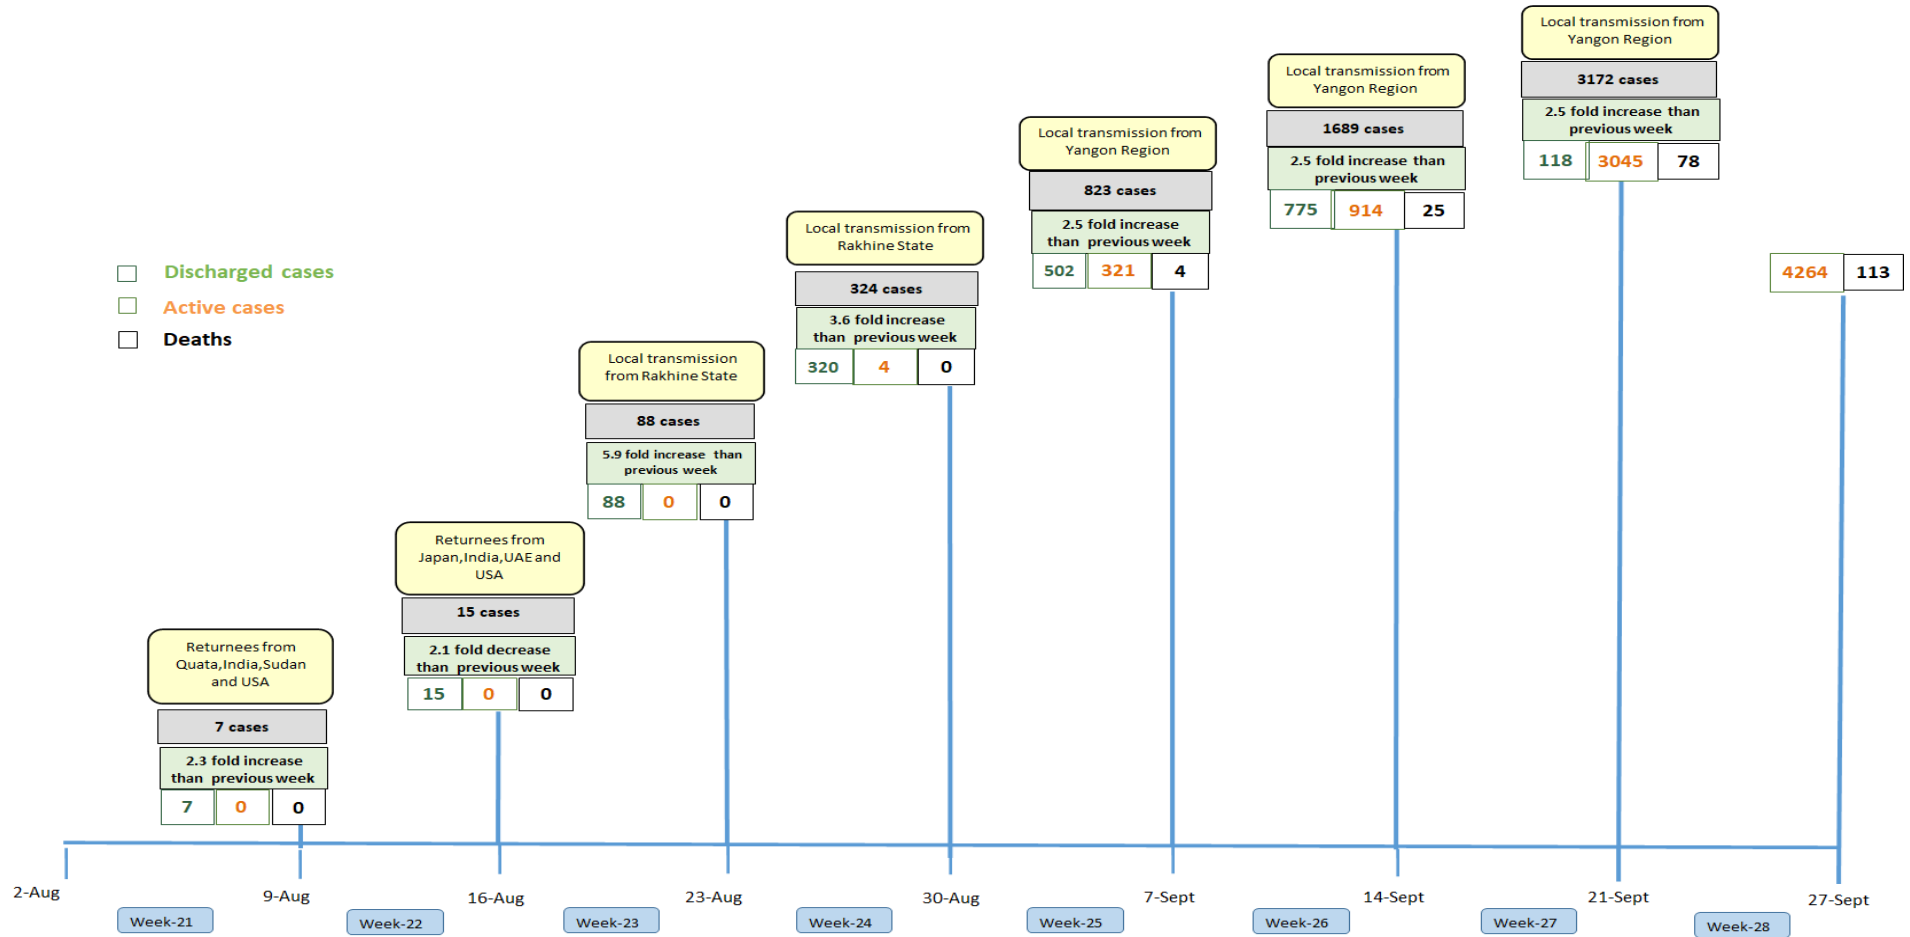 Local transmission from
Yangon Region
3172 cases
2.5 fold increase than
previous week
118 3045 78
Local transmission from
Yangon Region
1689 cases
2.5 fold increase than
previous week
775 914 25
Local transmission from
Yangon Region
823 cases
2.5 fold increase
than previous week
502 321 4
Local transmission from
Rakhine State
324 cases
3.6 fold increase
than previous week
320 4 0
4264 113
Discharged cases
Active cases
Deaths
Local transmission
from Rakhine State
88 cases
5.9 fold increase than
previous week
88 0 0
Returnees from
Japan,India,UAE and
USA
15 cases
2.1 fold decrease
than previous week
15 0 0
Returnees from
Quata,India,Sudan
and USA
7 cases
2.3 fold increase
than previous week
7 0 0
2-Aug 9-Aug 16-Aug 23-Aug 30-Aug 7-Sept 14-Sept 21-Sept 27-Sept
Week-21 Week-22 Week-23 Week-24 Week-25 Week-26 Week-27 Week-28